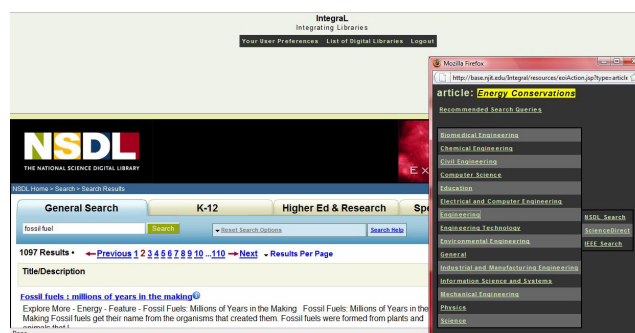 IntegraL
Integrating Libraries
Your User Preferences List of Digital Libraries Logout
NSDL
THE NATIONAL SCIENCE DIGITAL LIBRARY
NSDL Home > Search > Search Results
General Search K-12 Higher Ed & Research Spe
fossil fuel Search Reset Search Options Search Help
1097 Results • Previous 1 2 3 4 5 6 7 8 9 10 ...110 Next Results Per Page
Title/Description
Fossil fuels : millions of years in the making
Explore More - Energy - Feature - Fossil Fuels: Millions of Years in the Making Fossil Fuels: Millions of Years in the
Making Fossil fuels get their name from the organisms that created them. Fossil fuels were formed from plants and
Mozilla Firefox
http://base.njit.edu/Integral/resources/eoiAction.jsp?type=article
article: Energy Conservations
Recommended Search Queries
Biomedical Engineering
Chemical Engineering
Civil Engineering
Computer Science
Education
Electrical and Computer Engineering
Engineering
Engineering Technology
Environmental Engineering
General
Industrial and Manufacturing Engineering
Information Science and Systems
Mechanical Engineering
Physics
Science
NSDL Search
ScienceDirect
IEEE Search